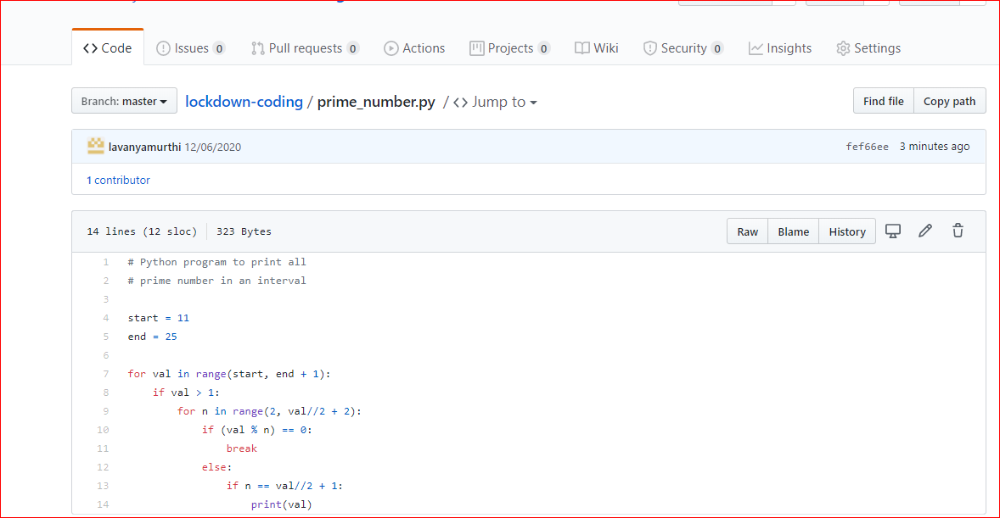 Code Issues 0 Pull requests 0 Actions Projects 0 Wiki Security 0 Insights Settings
Branch: master lockdown-coding / prime_number.py / Jump to Find file Copy path
lavanyamurthi 12/06/2020 fef66ee 3 minutes ago
1 contributor
14 lines (12 sloc) 323 Bytes Raw Blame History
1 # Python program to print all
2 # prime number in an interval
3
4 start = 11
5 end = 25
6
7 for val in range(start, end + 1):
8 if val > 1:
9 for n in range(2, val//2 + 2):
10 if (val % n) == 0:
11 break
12 else:
13 if n == val//2 + 1:
14 print(val)